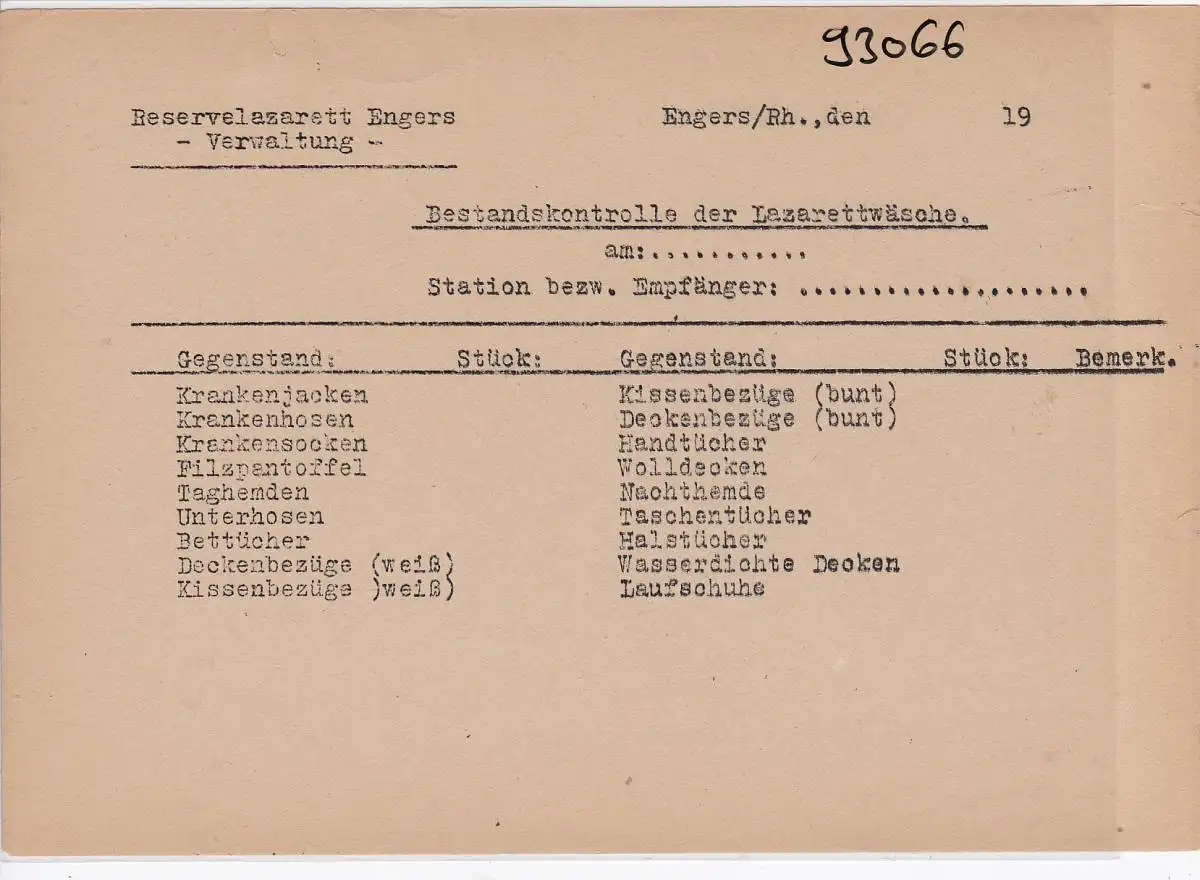 93066
Reservelazarett Engers Engers/Rh.,den 19
- Verwaltung -
Bestandskontrolle der Lazarettwäsche.
am:...........
Station bezw. Empfänger: ....................
Gegenstand: Stück: Gegenstand: Stück: Bemerk.
Krankenjacken Kissenbezüge (bunt)
Krankenhosen Deckenbezüge (bunt)
Krankensocken Handtücher
Filzpantoffel Wolldecken
Taghemden Nachthemde
Unterhosen Taschentücher
Bettücher Halstücher
Deckenbezüge (weiß) Wasserdichte Decken
Kissenbezüge )weiß) Laufschuhe